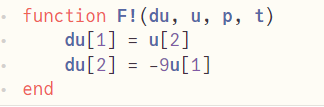 function F!(du, u, p, t)
    du[1] = u[2]
    du[2] = -9u[1]
end